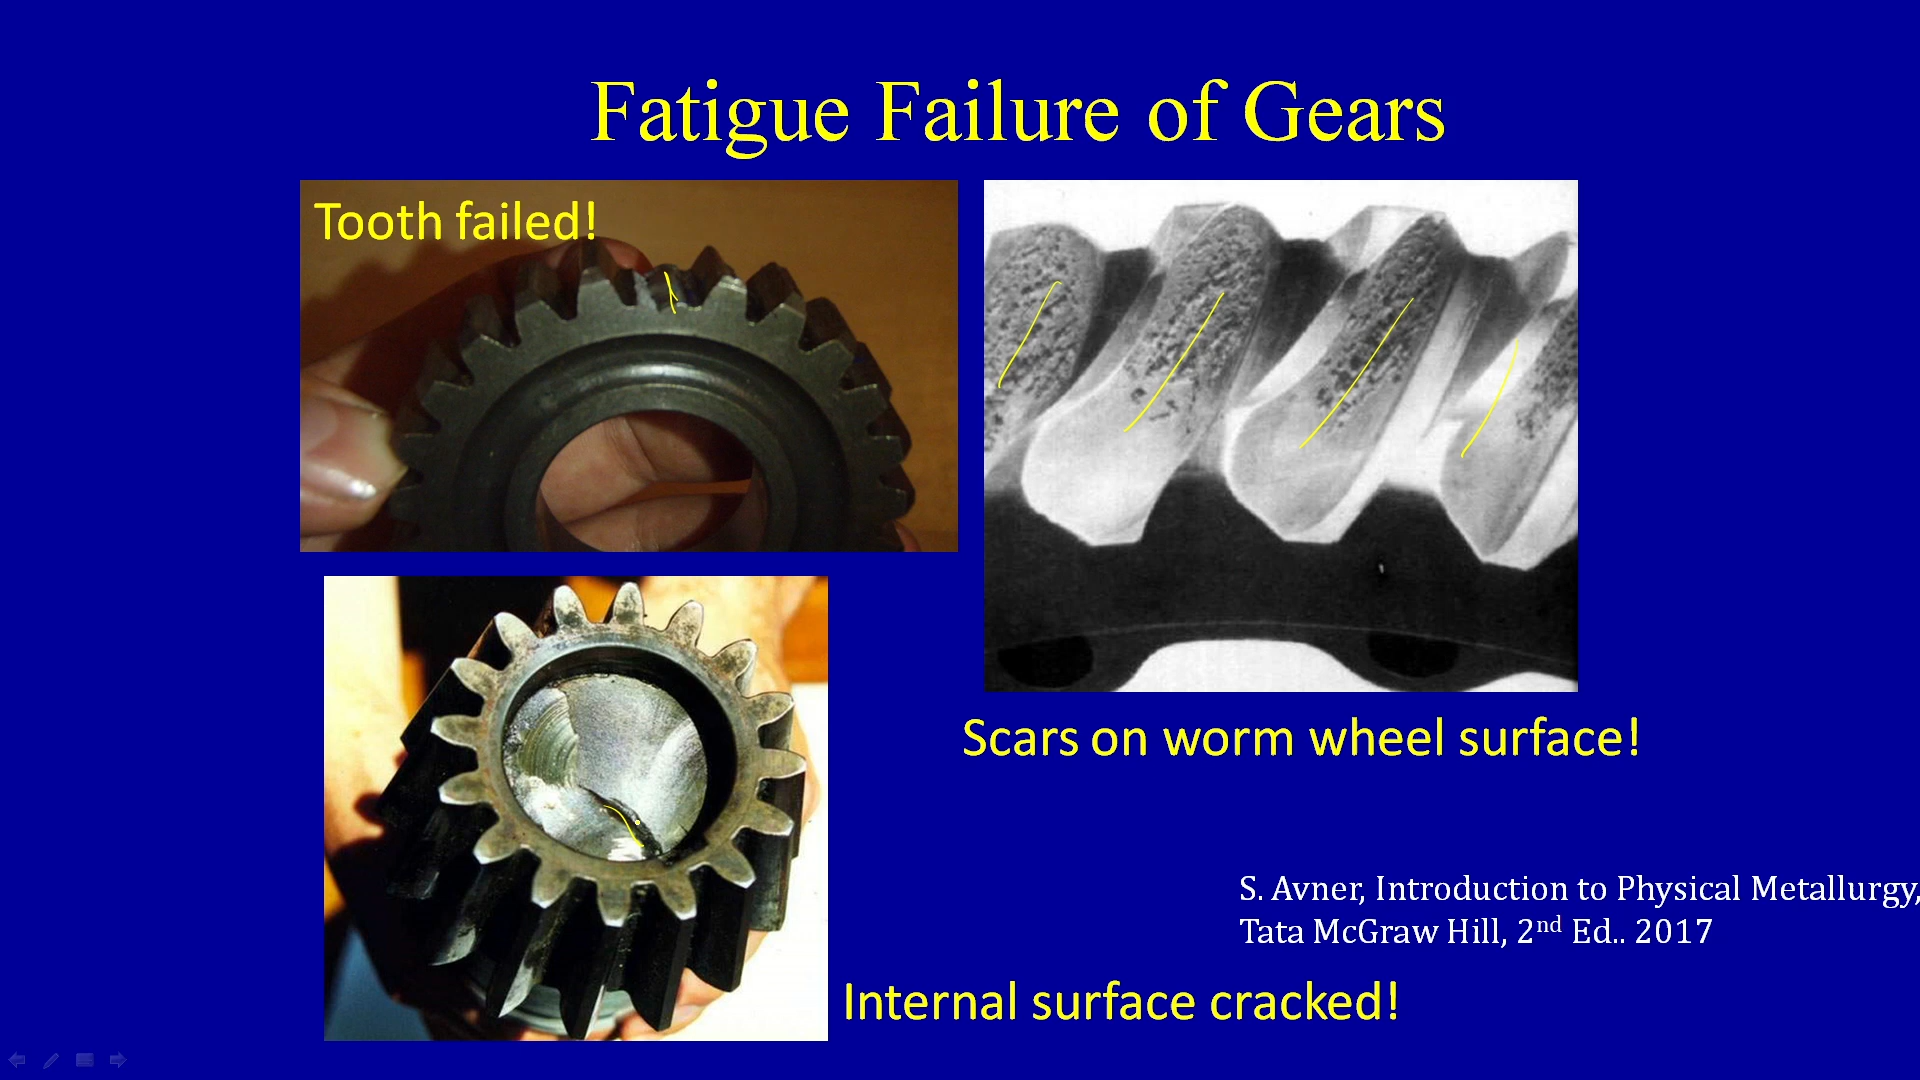 Fatigue Failure of Gears
Tooth failed!
Scars on worm wheel surface!
S. Avner, Introduction to Physical Metallurgy,
Tata McGraw Hill, 2nd Ed.. 2017
Internal surface cracked!